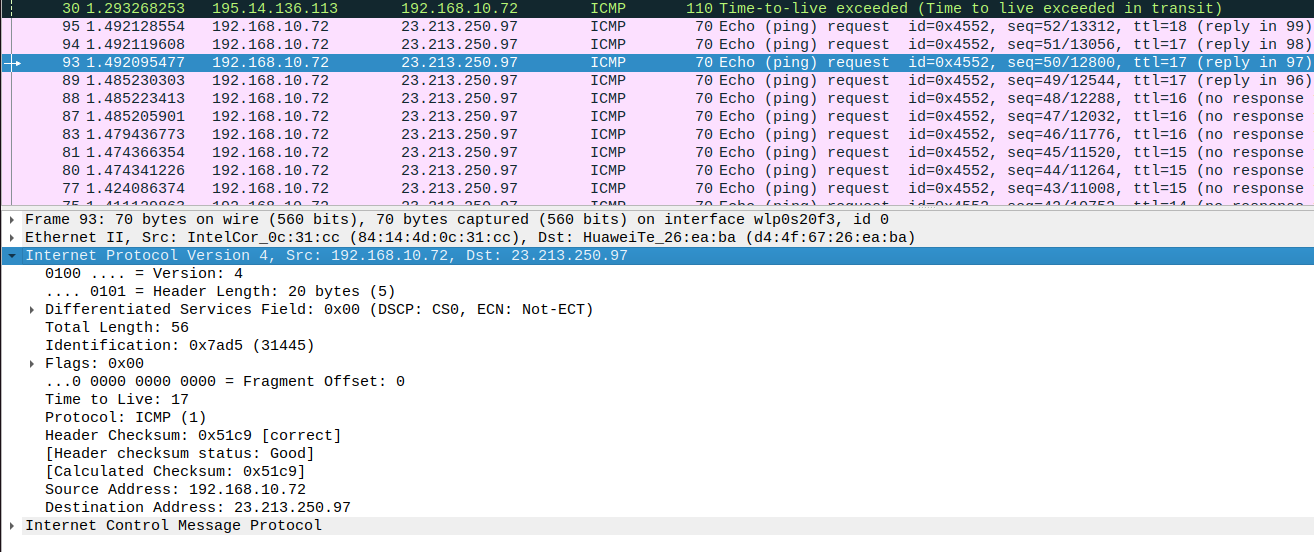 30 1.293268253 195.14.136.113 192.168.10.72 ICMP 110 Time-to-live exceeded (Time to live exceeded in transit)
95 1.492128554 192.168.10.72 23.213.250.97 ICMP 70 Echo (ping) request id=0x4552, seq=52/13312, ttl=18 (reply in 99)
94 1.492119608 192.168.10.72 23.213.250.97 ICMP 70 Echo (ping) request id=0x4552, seq=51/13056, ttl=17 (reply in 98)
93 1.492095477 192.168.10.72 23.213.250.97 ICMP 70 Echo (ping) request id=0x4552, seq=50/12800, ttl=17 (reply in 97)
89 1.485230303 192.168.10.72 23.213.250.97 ICMP 70 Echo (ping) request id=0x4552, seq=49/12544, ttl=17 (reply in 96)
88 1.485223413 192.168.10.72 23.213.250.97 ICMP 70 Echo (ping) request id=0x4552, seq=48/12288, ttl=16 (no response
87 1.485205901 192.168.10.72 23.213.250.97 ICMP 70 Echo (ping) request id=0x4552, seq=47/12032, ttl=16 (no response
83 1.479436773 192.168.10.72 23.213.250.97 ICMP 70 Echo (ping) request id=0x4552, seq=46/11776, ttl=16 (no response
81 1.474366354 192.168.10.72 23.213.250.97 ICMP 70 Echo (ping) request id=0x4552, seq=45/11520, ttl=15 (no response
80 1.474341226 192.168.10.72 23.213.250.97 ICMP 70 Echo (ping) request id=0x4552, seq=44/11264, ttl=15 (no response
77 1.424086374 192.168.10.72 23.213.250.97 ICMP 70 Echo (ping) request id=0x4552, seq=43/11008, ttl=15 (no response
Frame 93: 70 bytes on wire (560 bits), 70 bytes captured (560 bits) on interface wlp0s20f3, id 0
Ethernet II, Src: IntelCor_0c:31:cc (84:14:4d:0c:31:cc), Dst: HuaweiTe_26:ea:ba (d4:4f:67:26:ea:ba)
Internet Protocol Version 4, Src: 192.168.10.72, Dst: 23.213.250.97
0100 .... = Version: 4
.... 0101 = Header Length: 20 bytes (5)
Differentiated Services Field: 0x00 (DSCP: CS0, ECN: Not-ECT)
Total Length: 56
Identification: 0x7ad5 (31445)
Flags: 0x00
...0 0000 0000 0000 = Fragment Offset: 0
Time to Live: 17
Protocol: ICMP (1)
Header Checksum: 0x51c9 [correct]
[Header checksum status: Good]
[Calculated Checksum: 0x51c9]
Source Address: 192.168.10.72
Destination Address: 23.213.250.97
Internet Control Message Protocol